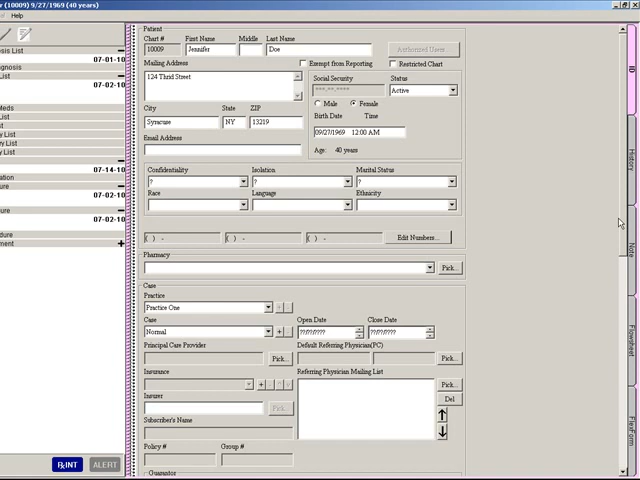 r (10009) 9/27/1969 (40 years)
Help
esis List
07-01-10
gnosis
List
07-02-10
Meds
List
st
y List
y List
List
07-14-10
ation
ure
07-02-10
ure
07-02-10
dure
ment
RxINT ALERT
Patient
Chart # First Name Middle Last Name
10009 Jennifer Doe Authorized Users
Mailing Address Exempt from Reporting Restricted Chart
124 Thrid Street
Social Security Status
***-**-**** Active
Male Female
City State ZIP Birth Date Time
Syracuse NY 13219
09/27/1969 12:00 AM
Email Address
Age: 40 years
Confidentiality Isolation Marital Status
? ? ?
Race Language Ethnicity
( ) - ( ) - ( ) - Edit Numbers...
Pharmacy
Pick...
Case
Practice
Practice One
Case Open Date Close Date
Normal ??/??/???? ??/??/????
Principal Care Provider Default Referring Physician(PC)
Pick... Pick...
Insurance Referring Physician Mailing List
Pick...
Insurer
Pick... Del
Subscriber's Name
Policy # Group #
Guarantor
ID
History
Note
Flowsheet
FlexForm